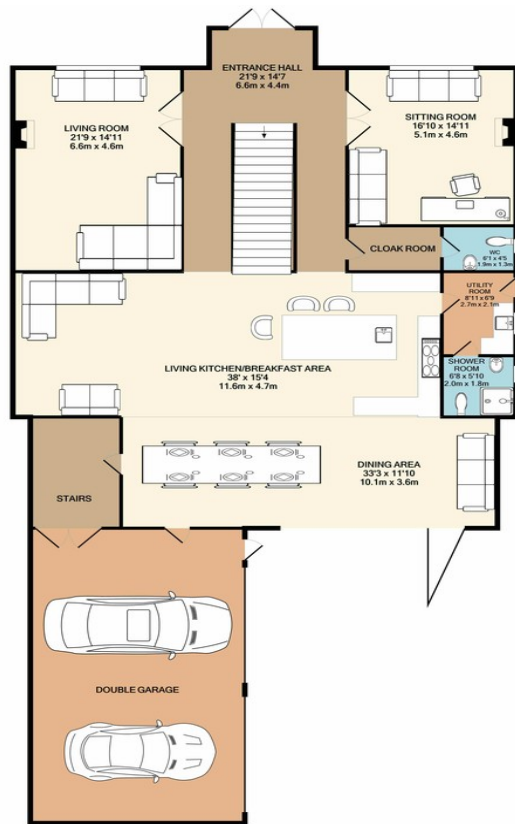 ENTRANCE HALL
21'9 x 14'7
6.6m x 4.4m
LIVING ROOM
21'9 x 14'11
6.6m x 4.6m
SITTING ROOM
16'10 x 14'11
5.1m x 4.6m
CLOAK ROOM
WC
6'1 x 4'5
1.9m x 1.3m
UTILITY
ROOM
8'11 x 6'9
2.7m x 2.1m
LIVING KITCHEN/BREAKFAST AREA
38' x 15'4
11.6m x 4.7m
SHOWER
ROOM
6'8 x 5'10
2.0m x 1.8m
DINING AREA
33'3 x 11'10
10.1m x 3.6m
STAIRS
DOUBLE GARAGE